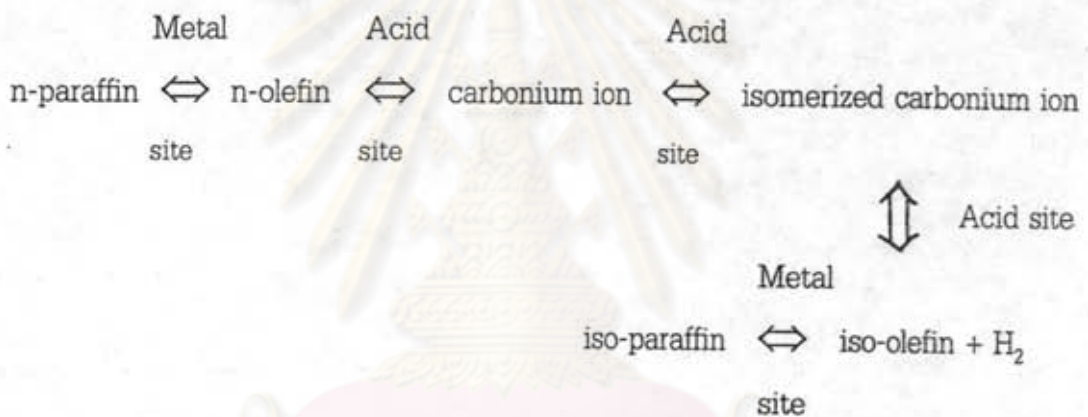 Metal Acid Acid
n-paraffin ⇔ n-olefin ⇔ carbonium ion ⇔ isomerized carbonium ion
site site site
⇕ Acid site
Metal
iso-paraffin ⇔ iso-olefin + H₂
site